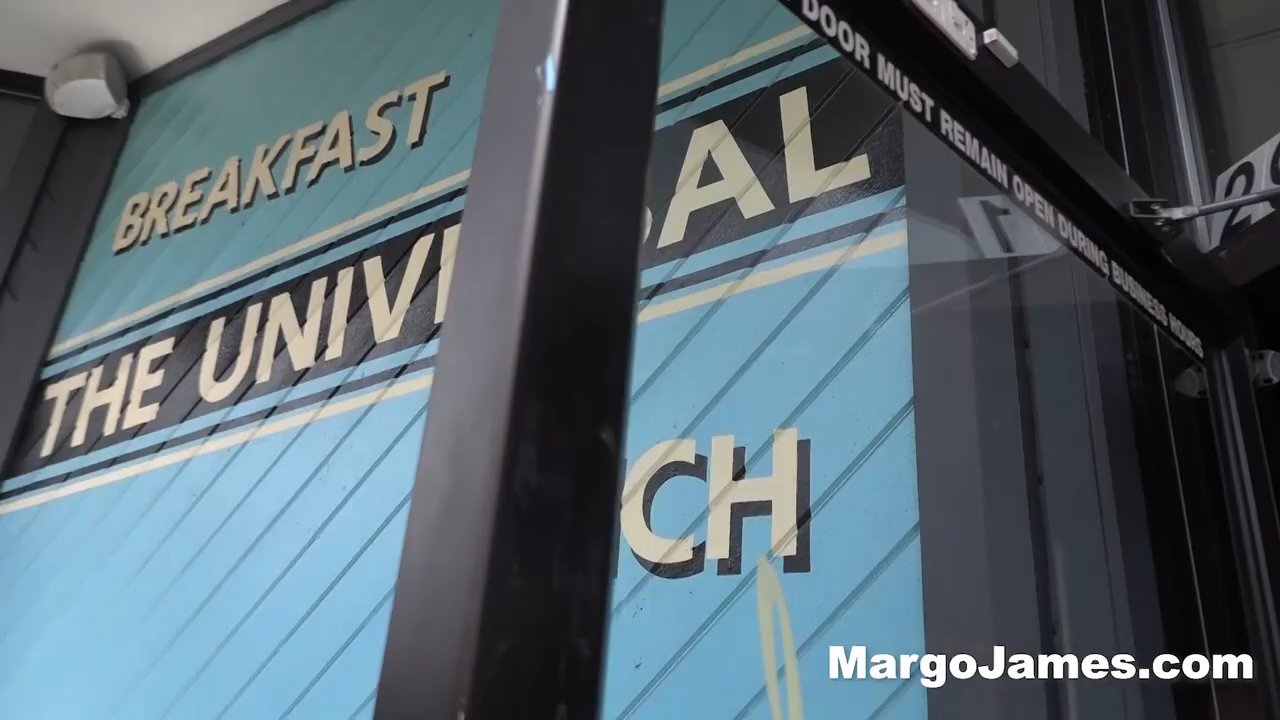 BREAKFAST
THE UNIV
AL
CH
DOOR MUST REMAIN OPEN DURING BUSINESS HOURS
MargoJames.com